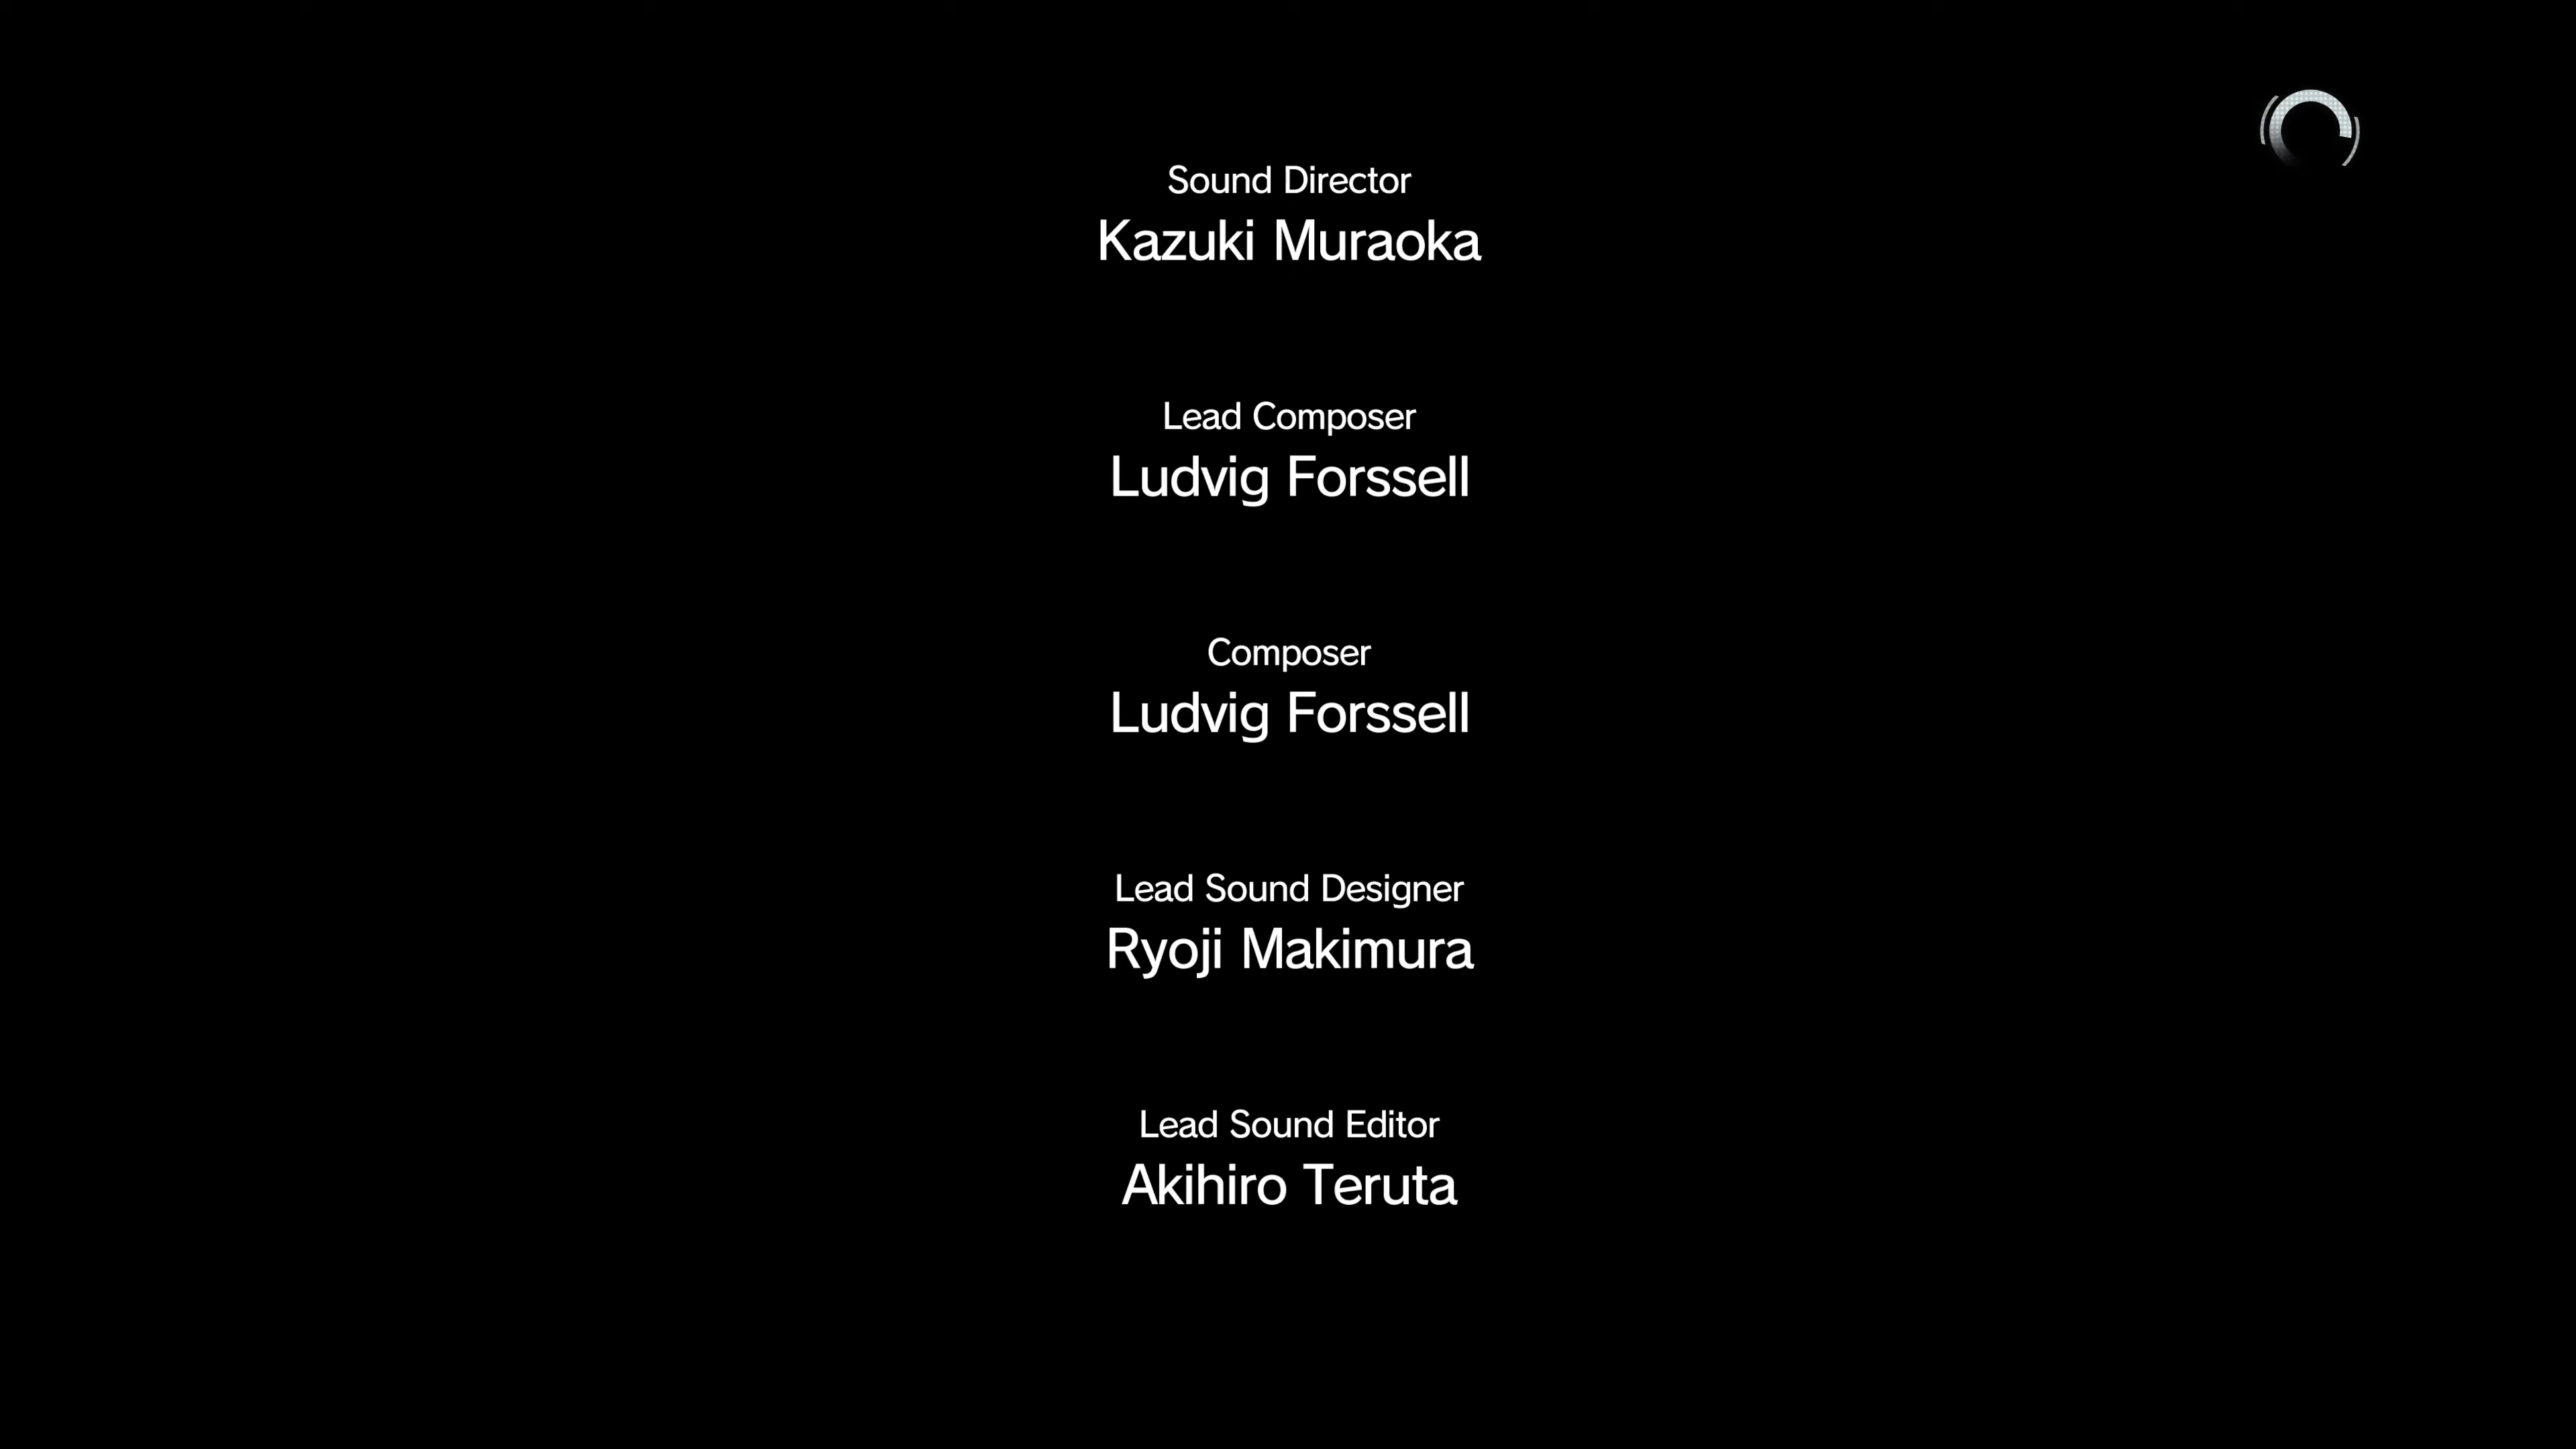 Sound Director
Kazuki Muraoka
Lead Composer
Ludvig Forssell
Composer
Ludvig Forssell
Lead Sound Designer
Ryoji Makimura
Lead Sound Editor
Akihiro Teruta